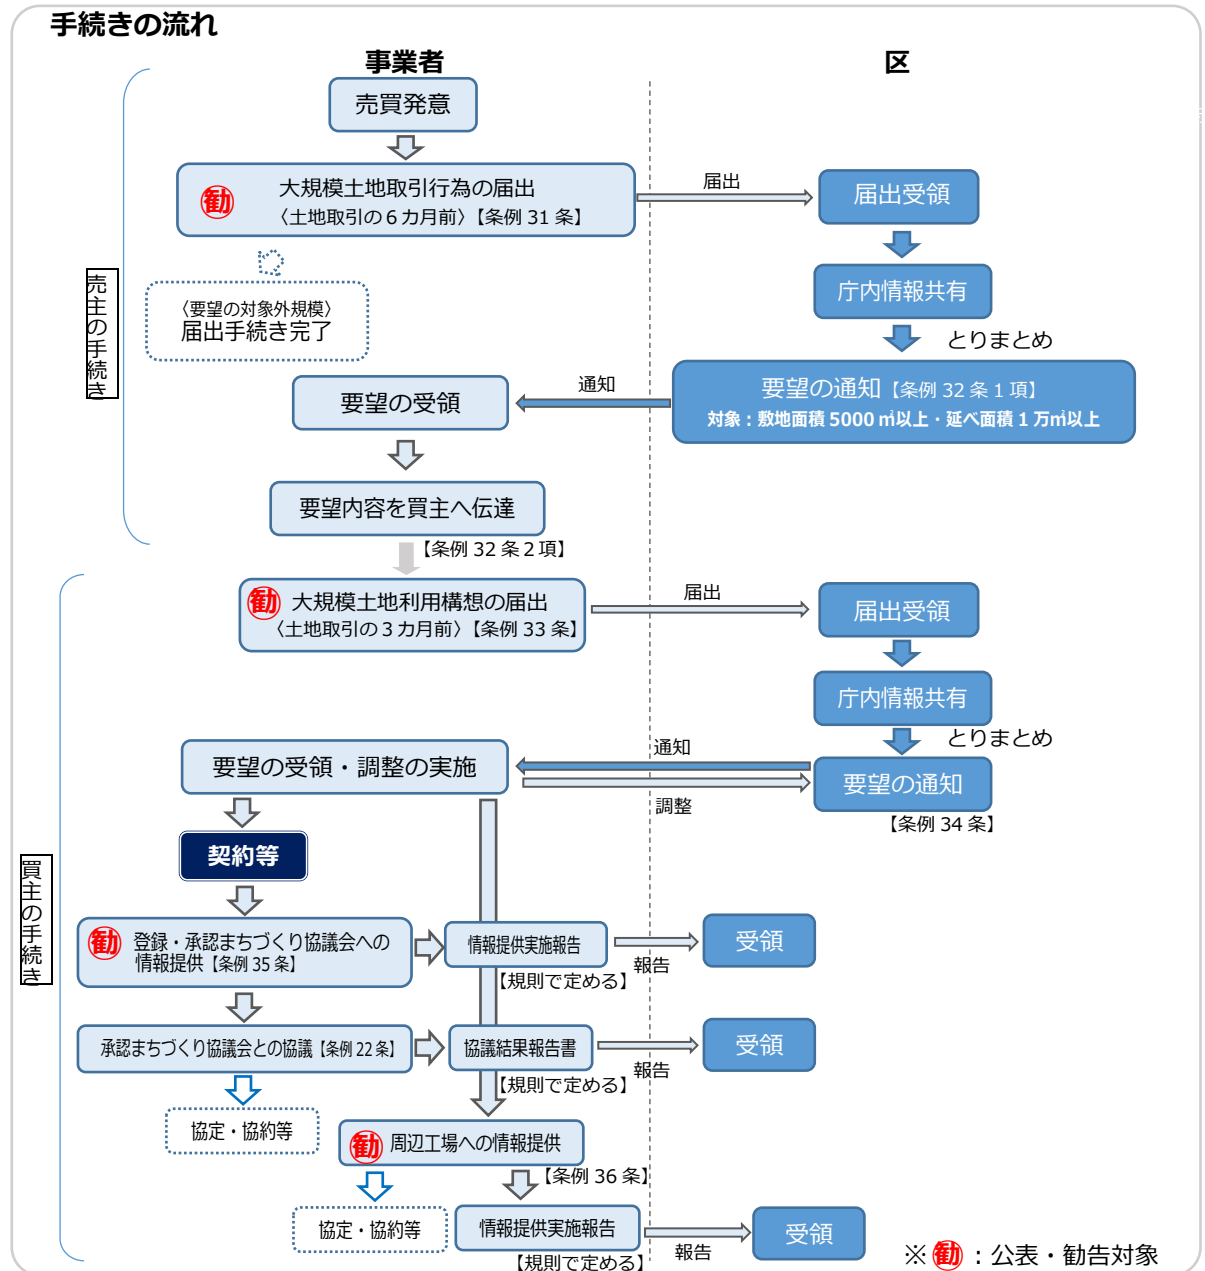 手続きの流れ
事業者
区
売買発意
勧
大規模土地取引行為の届出
〈土地取引の6カ月前〉【条例 31 条】
届出
届出受領
庁内情報共有
とりまとめ
〈要望の対象外規模〉
届出手続き完了
売主の手続き
要望の通知【条例 32 条 1 項】
対象：敷地面積 5000 ㎡以上・延べ面積 1 万㎡以上
通知
要望の受領
要望内容を買主へ伝達
【条例 32 条 2 項】
勧
大規模土地利用構想の届出
〈土地取引の 3 カ月前〉【条例 33 条】
届出
届出受領
庁内情報共有
とりまとめ
要望の通知
【条例 34 条】
通知
調整
要望の受領・調整の実施
契約等
買主の手続き
勧
登録・承認まちづくり協議会への
情報提供【条例 35 条】
情報提供実施報告
【規則で定める】
報告
受領
承認まちづくり協議会との協議【条例 22 条】
協議結果報告書
【規則で定める】
報告
受領
協定・協約等
勧
周辺工場への情報提供
【条例 36 条】
協定・協約等
情報提供実施報告
【規則で定める】
報告
受領
※ 勧 ：公表・勧告対象